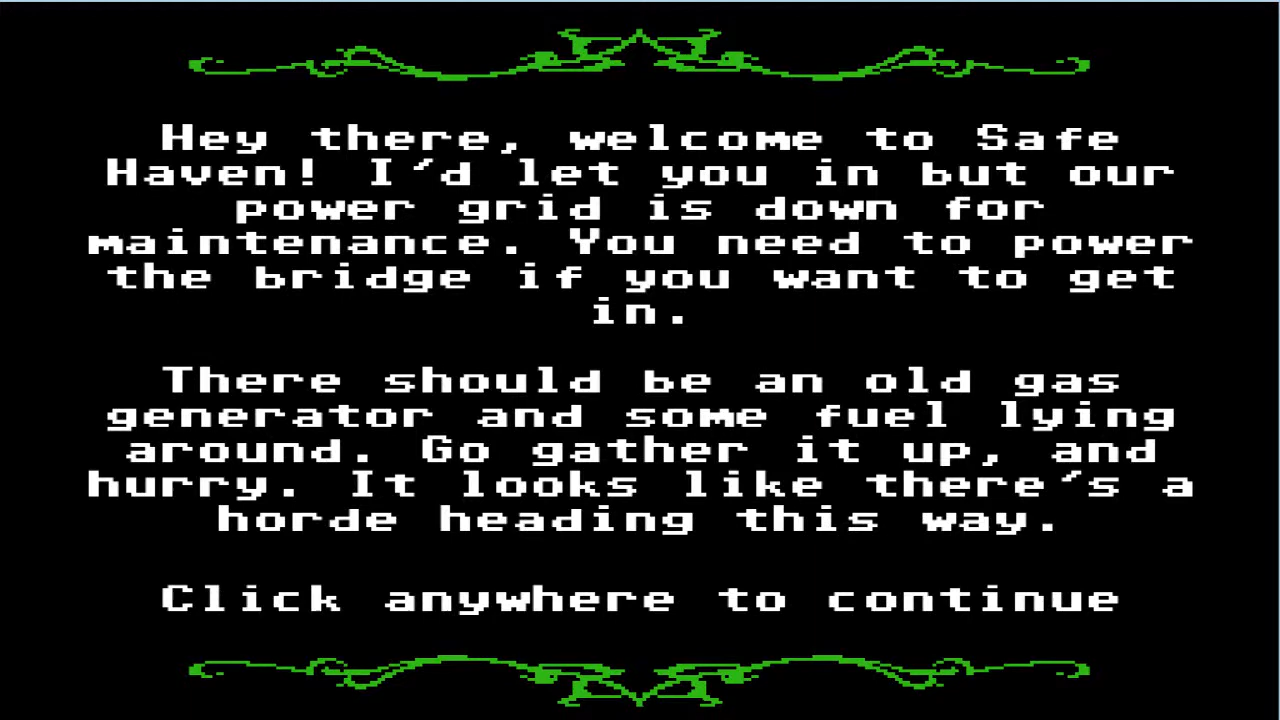 Hey there, welcome to Safe
Haven! I'd let you in but our
power grid is down for
maintenance. You need to power
the bridge if you want to get
in.
There should be an old gas
generator and some fuel lying
around. Go gather it up, and
hurry. It looks like there's a
horde heading this way.
Click anywhere to continue